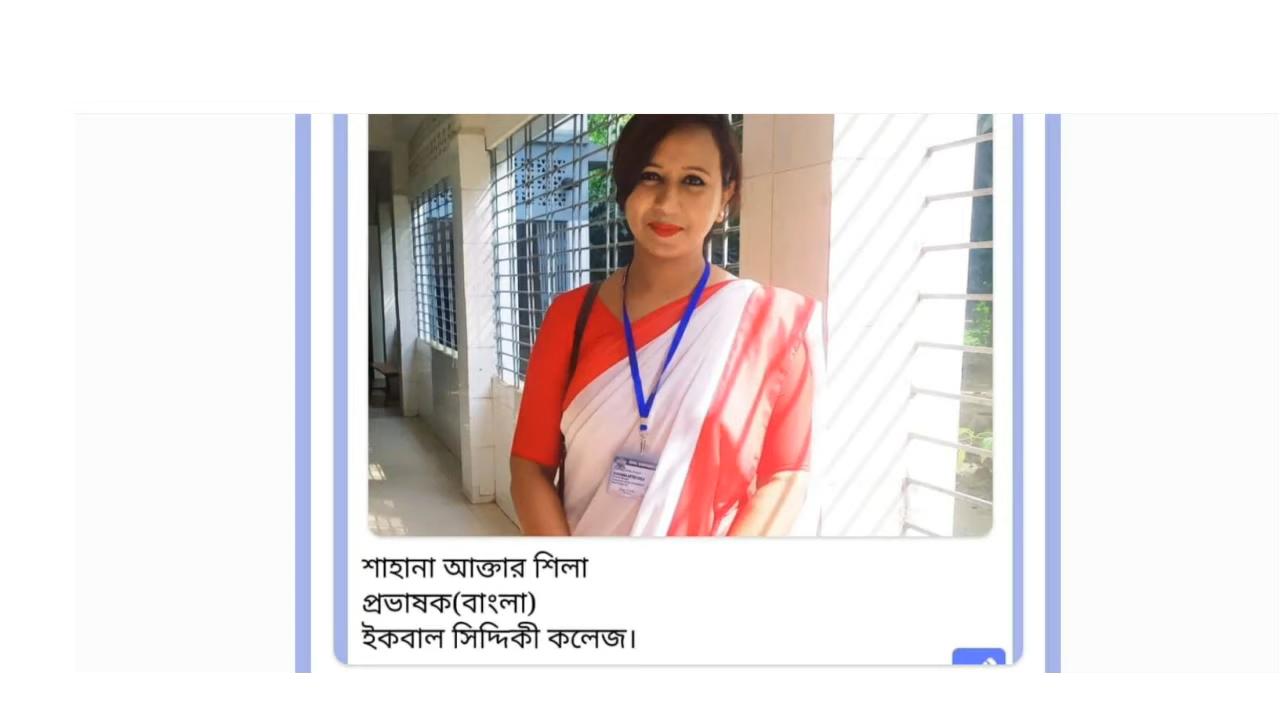 শাহানা আক্তার শিলা
প্রভাষক(বাংলা)
ইকবাল সিদ্দিকী কলেজ।